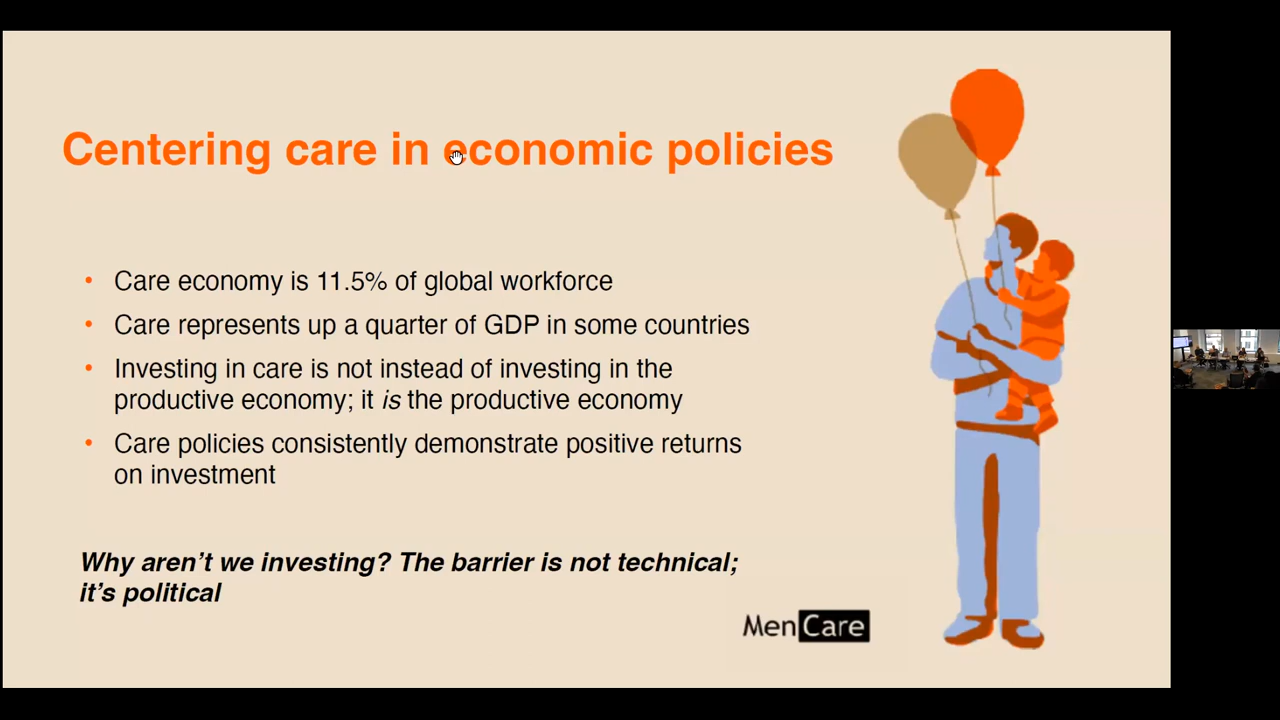 Centering care in economic policies
• Care economy is 11.5% of global workforce
• Care represents up a quarter of GDP in some countries
• Investing in care is not instead of investing in the
productive economy; it is the productive economy
• Care policies consistently demonstrate positive returns
on investment
Why aren't we investing? The barrier is not technical;
it's political
MenCare